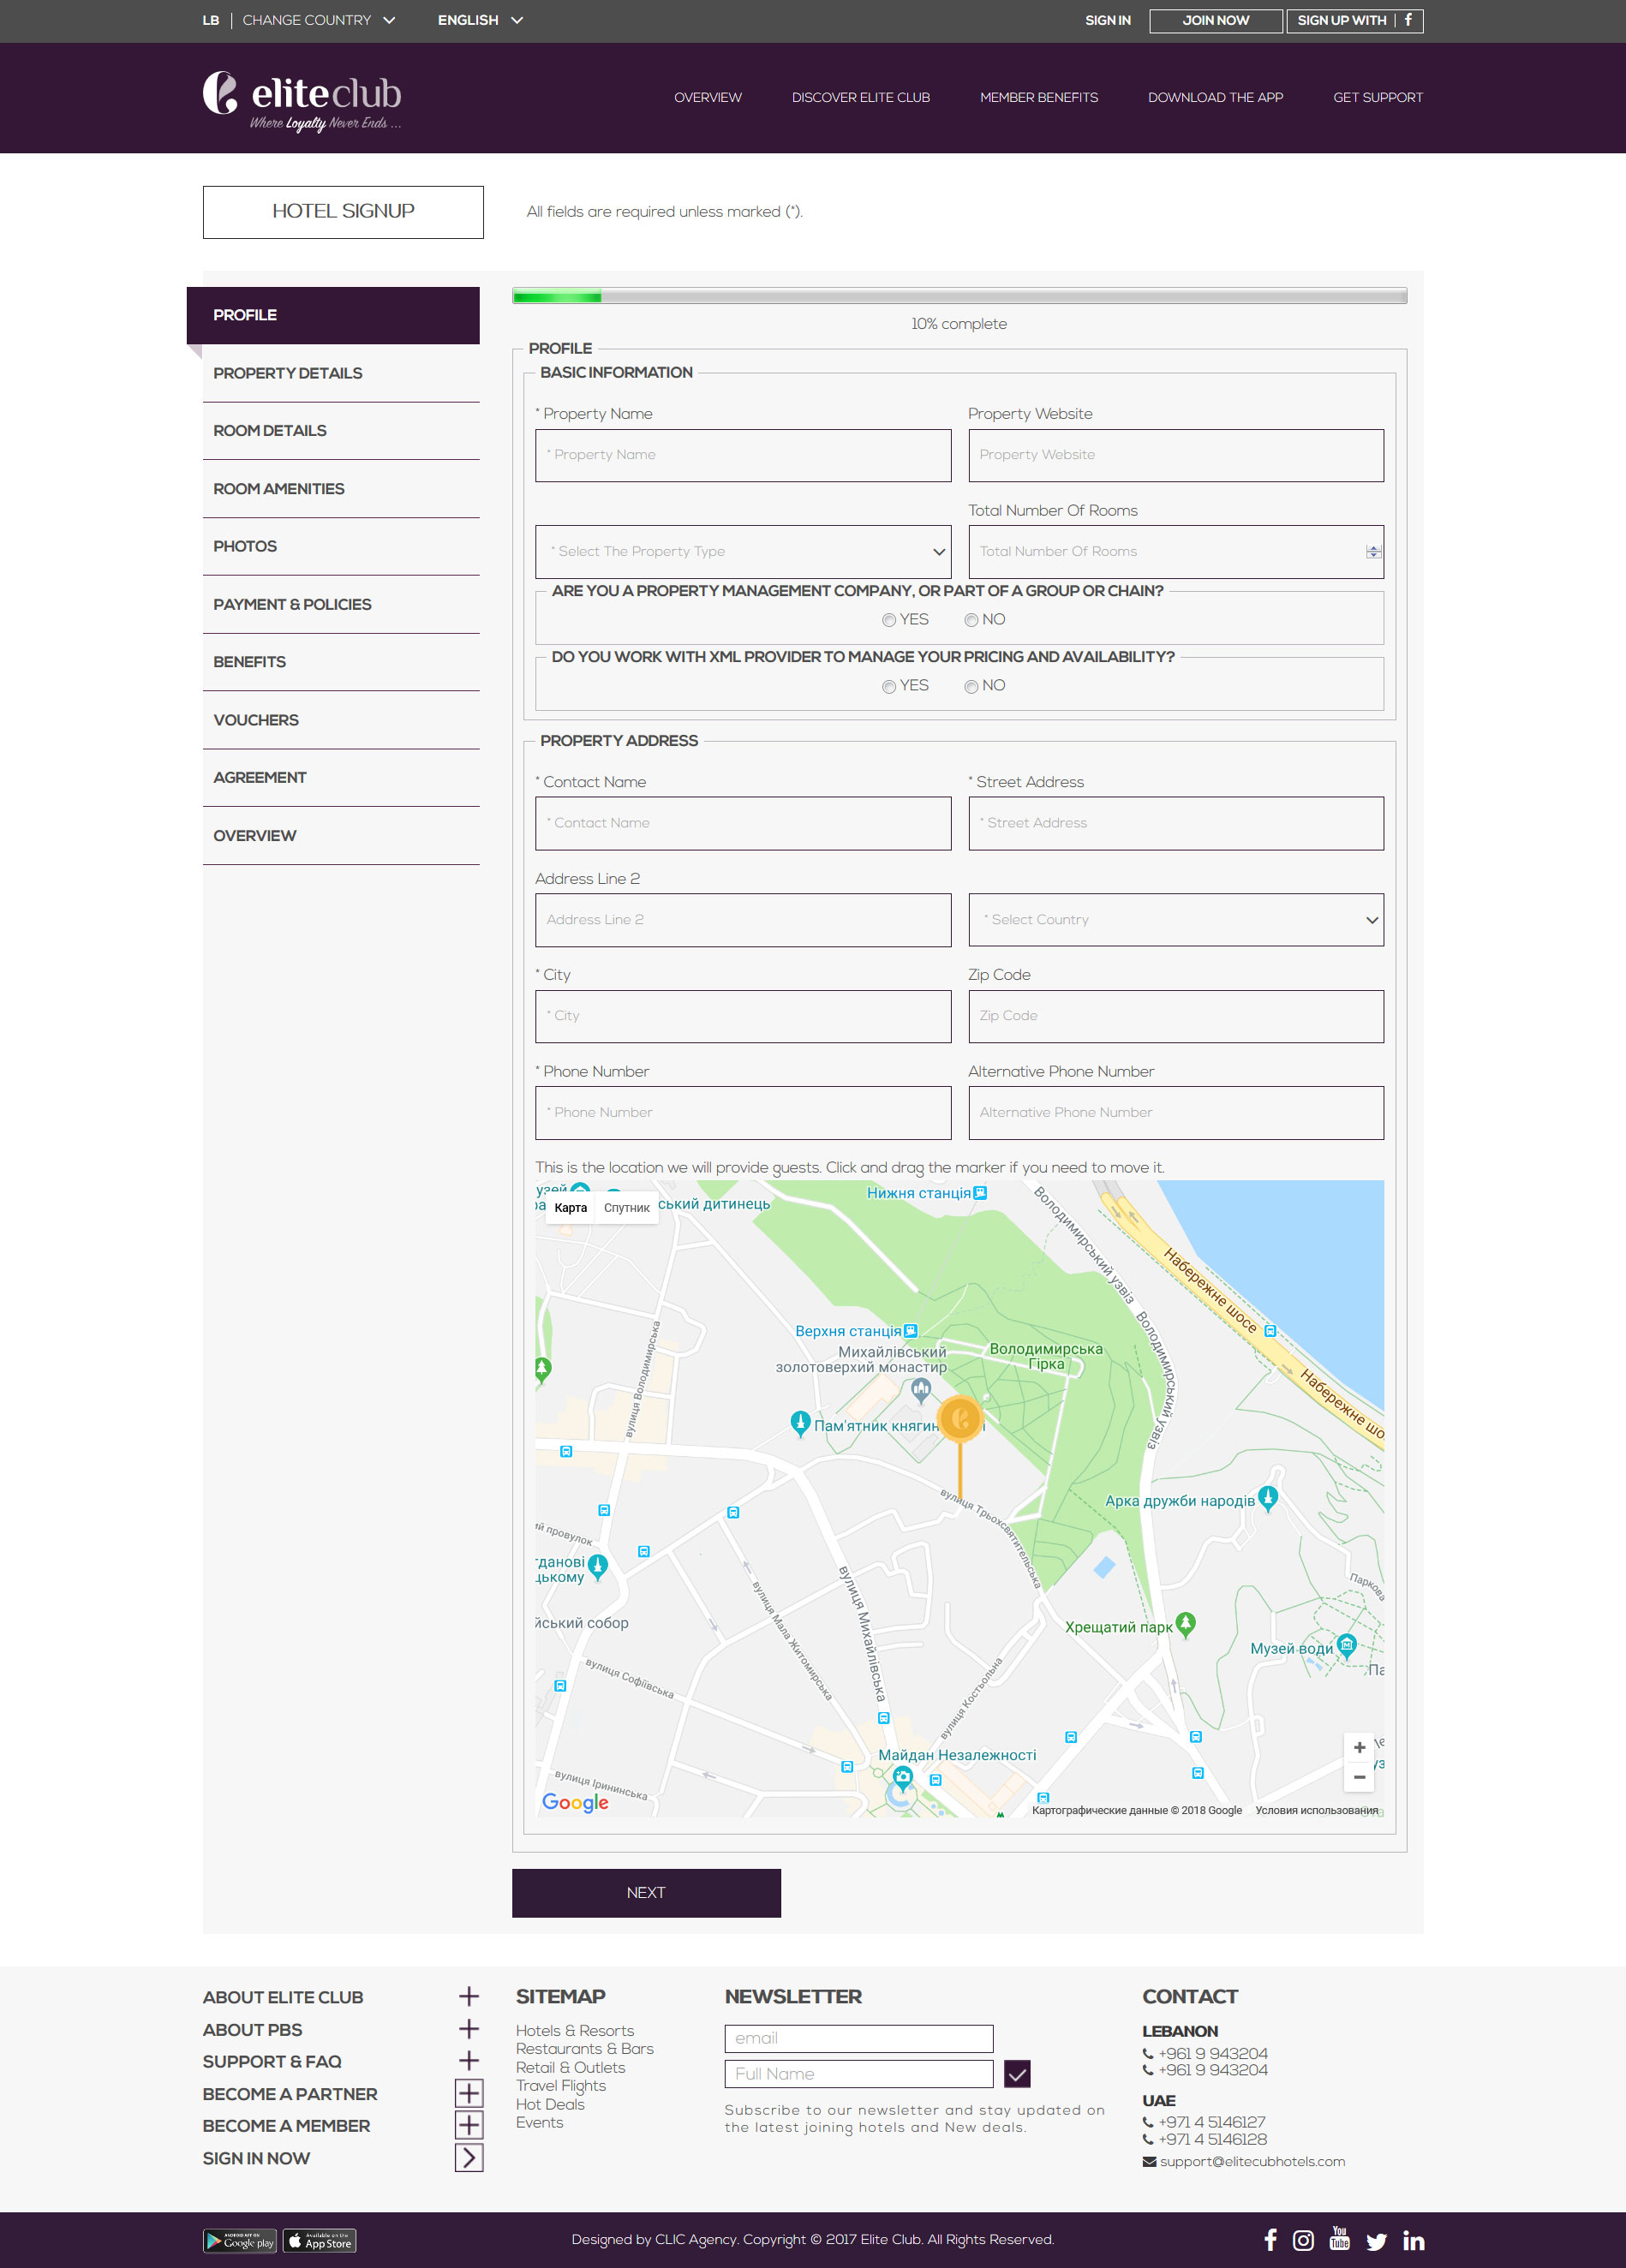 LB CHANGE COUNTRY ENGLISH SIGN IN JOIN NOW SIGN UP WITH
eliteclub
Where Loyalty Never Ends ...
OVERVIEW DISCOVER ELITE CLUB MEMBER BENEFITS DOWNLOAD THE APP GET SUPPORT
HOTEL SIGNUP
All fields are required unless marked (*).
PROFILE
PROPERTY DETAILS
ROOM DETAILS
ROOM AMENITIES
PHOTOS
PAYMENT & POLICIES
BENEFITS
VOUCHERS
AGREEMENT
OVERVIEW
10% complete
PROFILE
BASIC INFORMATION
* Property Name Property Website
* Property Name Property Website
Total Number Of Rooms
* Select The Property Type Total Number Of Rooms
ARE YOU A PROPERTY MANAGEMENT COMPANY, OR PART OF A GROUP OR CHAIN?
YES NO
DO YOU WORK WITH XML PROVIDER TO MANAGE YOUR PRICING AND AVAILABILITY?
YES NO
PROPERTY ADDRESS
* Contact Name * Street Address
* Contact Name * Street Address
Address Line 2
Address Line 2 * Select Country
* City Zip Code
* City Zip Code
* Phone Number Alternative Phone Number
* Phone Number Alternative Phone Number
This is the location we will provide guests. Click and drag the marker if you need to move it.
Карта Спутник
ський дитинець
Нижня станція
Володимирський узвіз
Володимирський узвіз
Набережне шосе
Набережне шо
вулиця Володимирська
Верхня станція
Михайлівський
золотоверхий монастир
Володимирська
Гірка
Пам'ятник княгин
вулиця Трьохсвятительська
Арка дружби народів
ий провулок
гданові
цькому
йський собор
вулиця Мала Житомирська
вулиця Михайлівська
вулиця Костьольна
Паркова
Хрещатий парк
Музей води
Па
вулиця Софіївська
Майдан Незалежності
вулиця Ірининська
Google
Картографические данные © 2018 Google Условия использования
NEXT
ABOUT ELITE CLUB
ABOUT PBS
SUPPORT & FAQ
BECOME A PARTNER
BECOME A MEMBER
SIGN IN NOW
SITEMAP
Hotels & Resorts
Restaurants & Bars
Retail & Outlets
Travel Flights
Hot Deals
Events
NEWSLETTER
email
Full Name
Subscribe to our newsletter and stay updated on
the latest joining hotels and New deals.
CONTACT
LEBANON
+961 9 943204
+961 9 943204
UAE
+971 4 5146127
+971 4 5146128
support@elitecubhotels.com
ANDROID APP ON
Google play
Available on the
App Store
Designed by CLIC Agency. Copyright © 2017 Elite Club. All Rights Reserved.
You
Tube